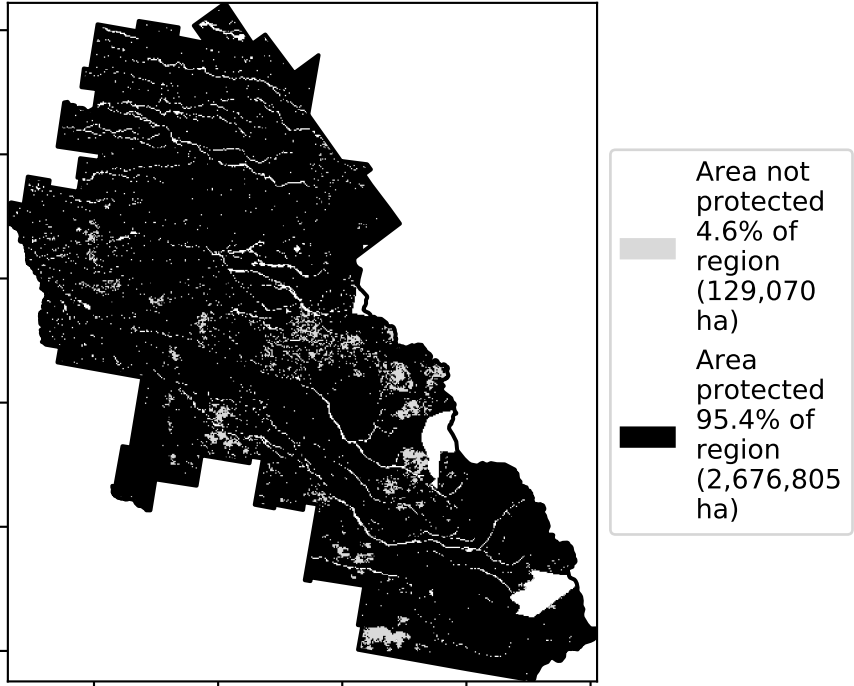 Area not
protected
4.6% of
region
(129,070
ha)
Area
protected
95.4% of
region
(2,676,805
ha)